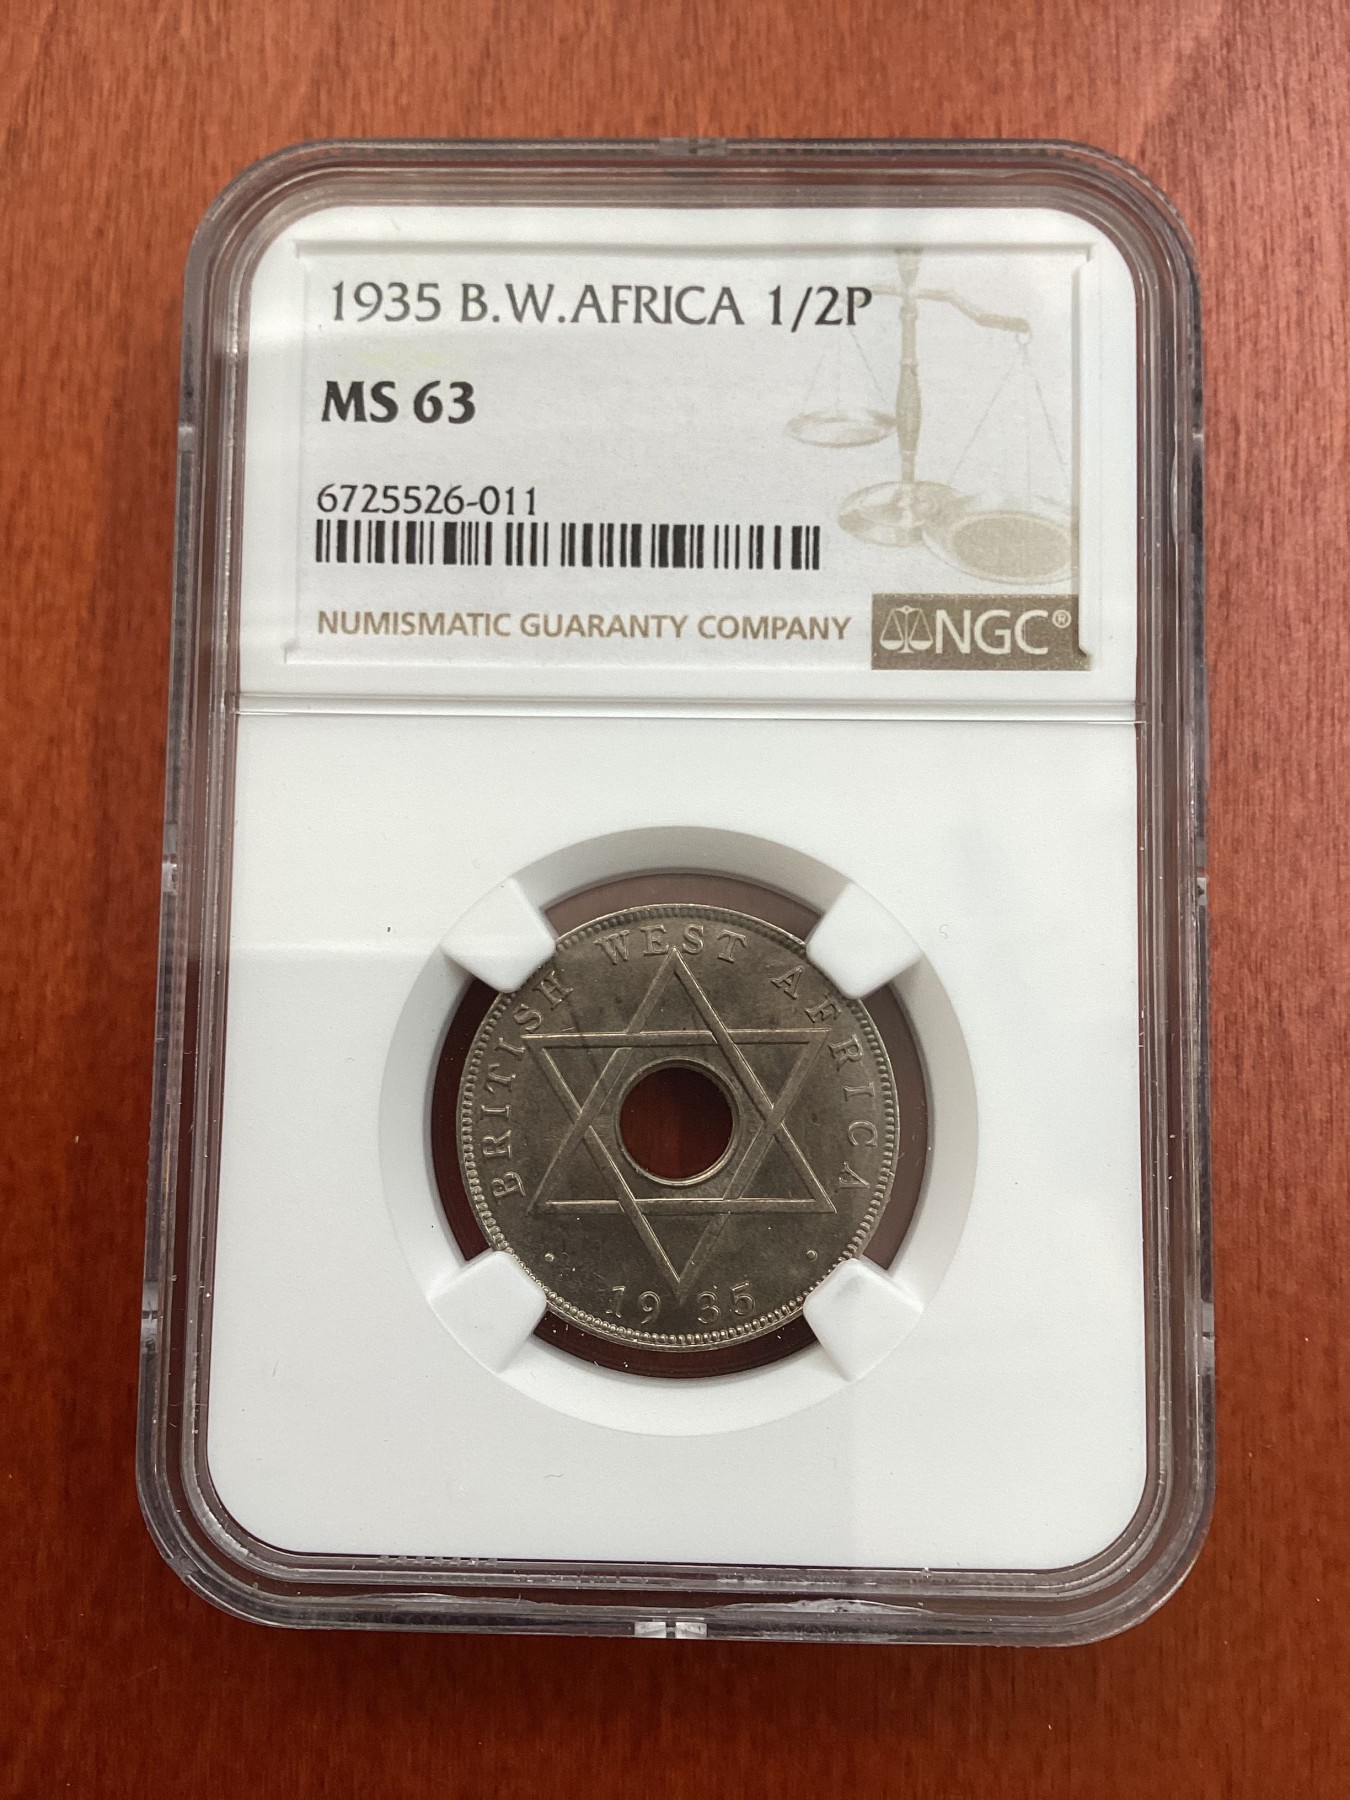 1935 B.W.AFRICA 1/2P
MS 63
6725526-011
NUMISMATIC GUARANTY COMPANY
NGC®
BRITISH WEST AFRICA
· 1935 ·